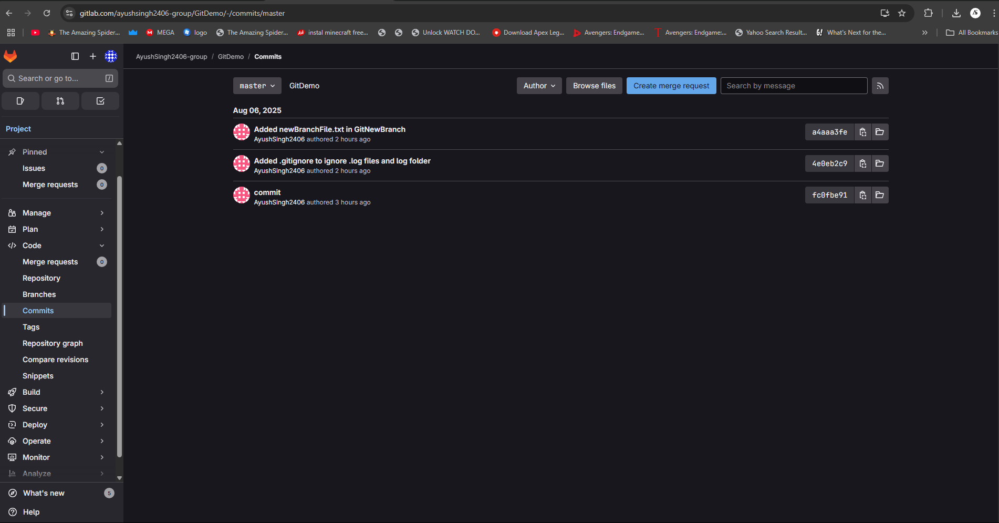 gitlab.com/ayushsingh2406-group/GitDemo/-/commits/master
The Amazing Spider...
MEGA
logo
The Amazing Spider...
instal minecraft free...
Unlock WATCH DO...
Download Apex Leg...
Avengers: Endgame...
Avengers: Endgame:...
Yahoo Search Result...
What's Next for the...
All Bookmarks
AyushSingh2406-group / GitDemo / Commits
Search or go to... /
master GitDemo Author Browse files Create merge request Search by message
Aug 06, 2025
Added newBranchFile.txt in GitNewBranch
AyushSingh2406 authored 2 hours ago
a4aaa3fe
Added .gitignore to ignore .log files and log folder
AyushSingh2406 authored 2 hours ago
4e0eb2c9
commit
AyushSingh2406 authored 3 hours ago
fc0fbe91
Project
Pinned
Issues 0
Merge requests 0
Manage
Plan
Code
Merge requests 0
Repository
Branches
Commits
Tags
Repository graph
Compare revisions
Snippets
Build
Secure
Deploy
Operate
Monitor
Analyze
What's new 5
Help